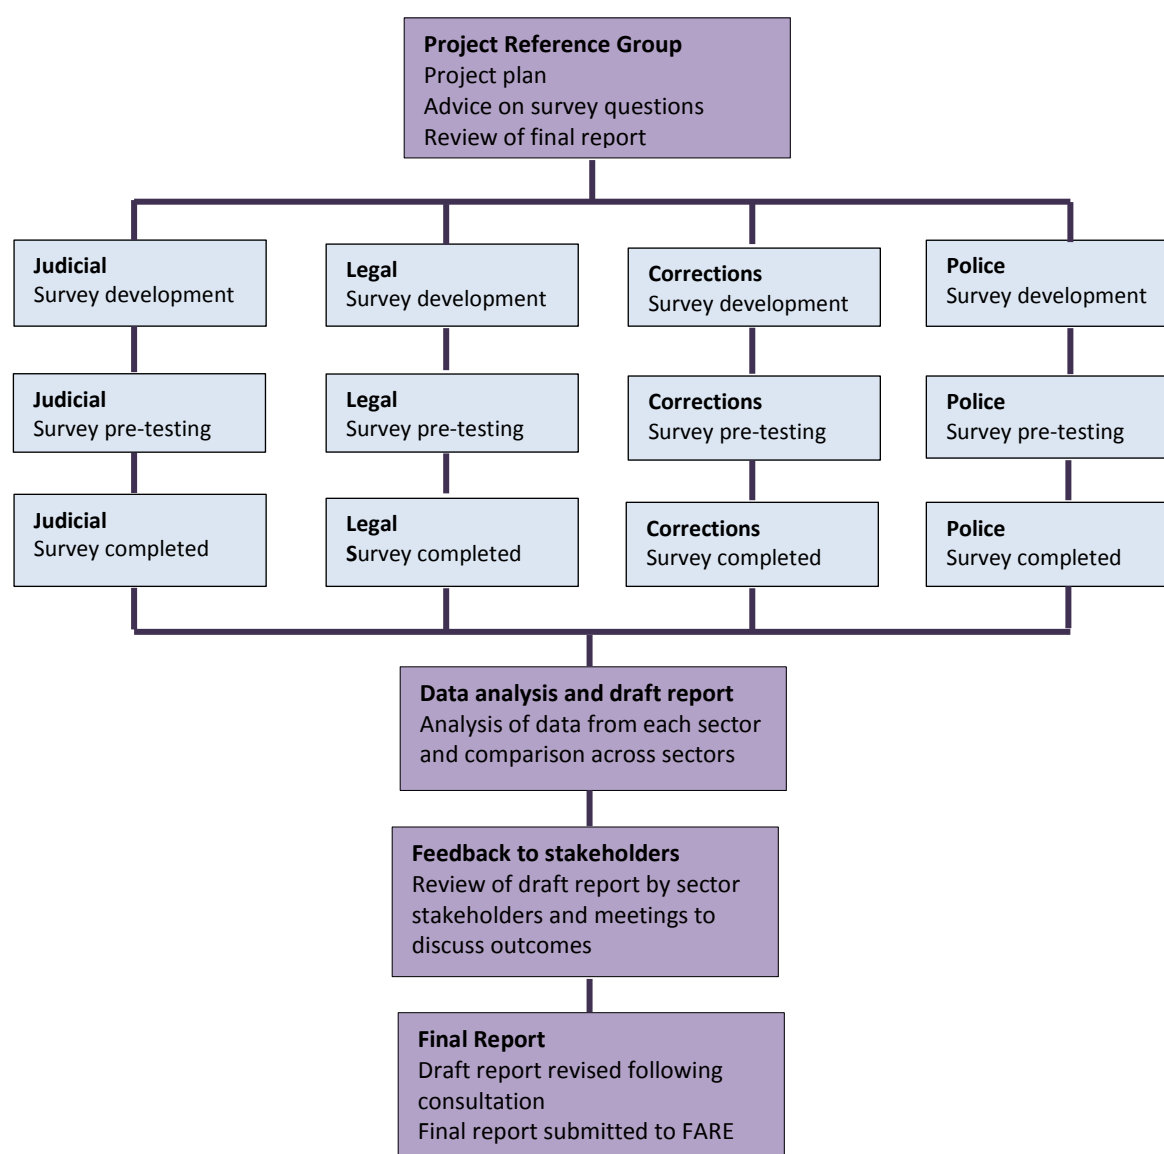 Project Reference Group
Project plan
Advice on survey questions
Review of final report
Judicial
Survey development
Legal
Survey development
Corrections
Survey development
Police
Survey development
Judicial
Survey pre-testing
Legal
Survey pre-testing
Corrections
Survey pre-testing
Police
Survey pre-testing
Judicial
Survey completed
Legal
Survey completed
Corrections
Survey completed
Police
Survey completed
Data analysis and draft report
Analysis of data from each sector
and comparison across sectors
Feedback to stakeholders
Review of draft report by sector
stakeholders and meetings to
discuss outcomes
Final Report
Draft report revised following
consultation
Final report submitted to FARE